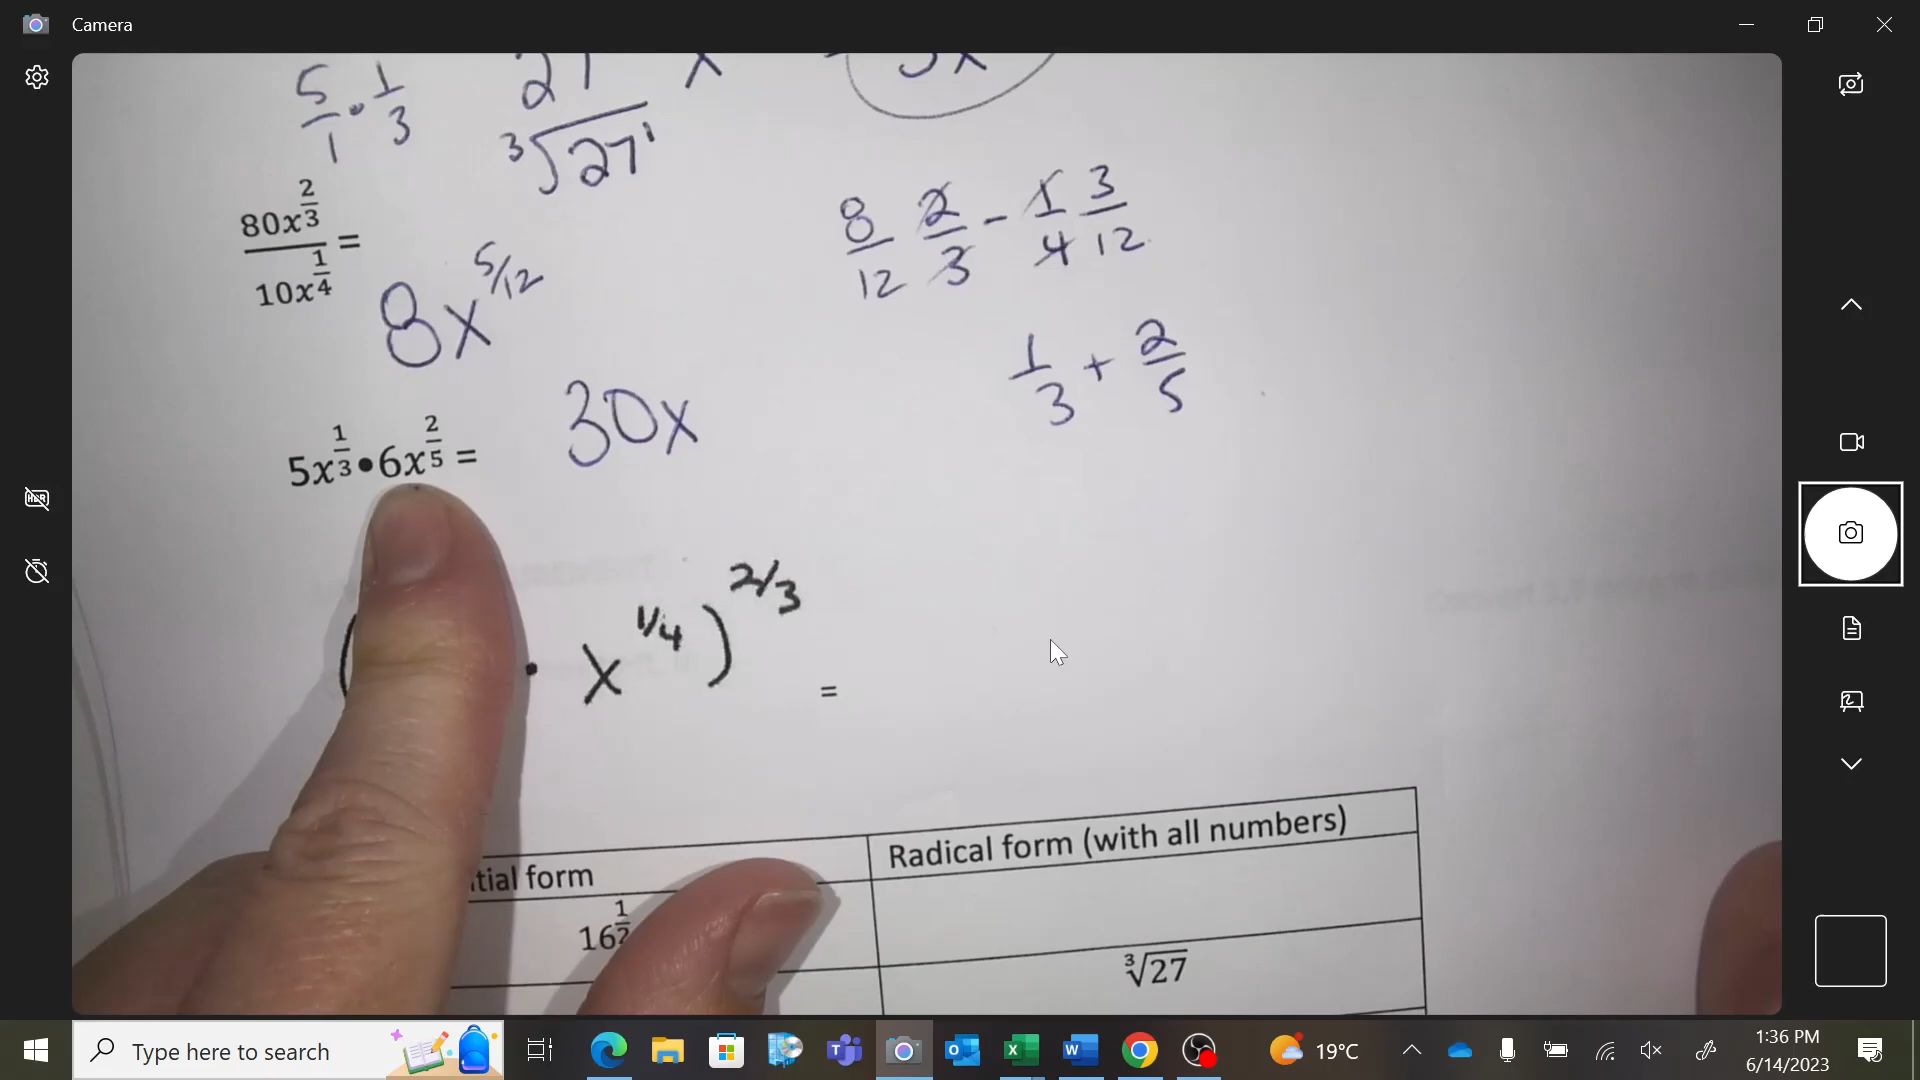 Camera
5/1 • 1/3
27 x
∛27¹
80x^(2/3) / 10x^(1/4) =
8x^(5/12)
8/12 2/3 - 1/4 3/12
1/3 + 2/5
5x^(1/3) • 6x^(2/5) =
30x
( • x^(1/4) )^(2/3) =
tial form
Radical form (with all numbers)
16^(1/2)
∛27
Type here to search
19°C
1:36 PM
6/14/2023